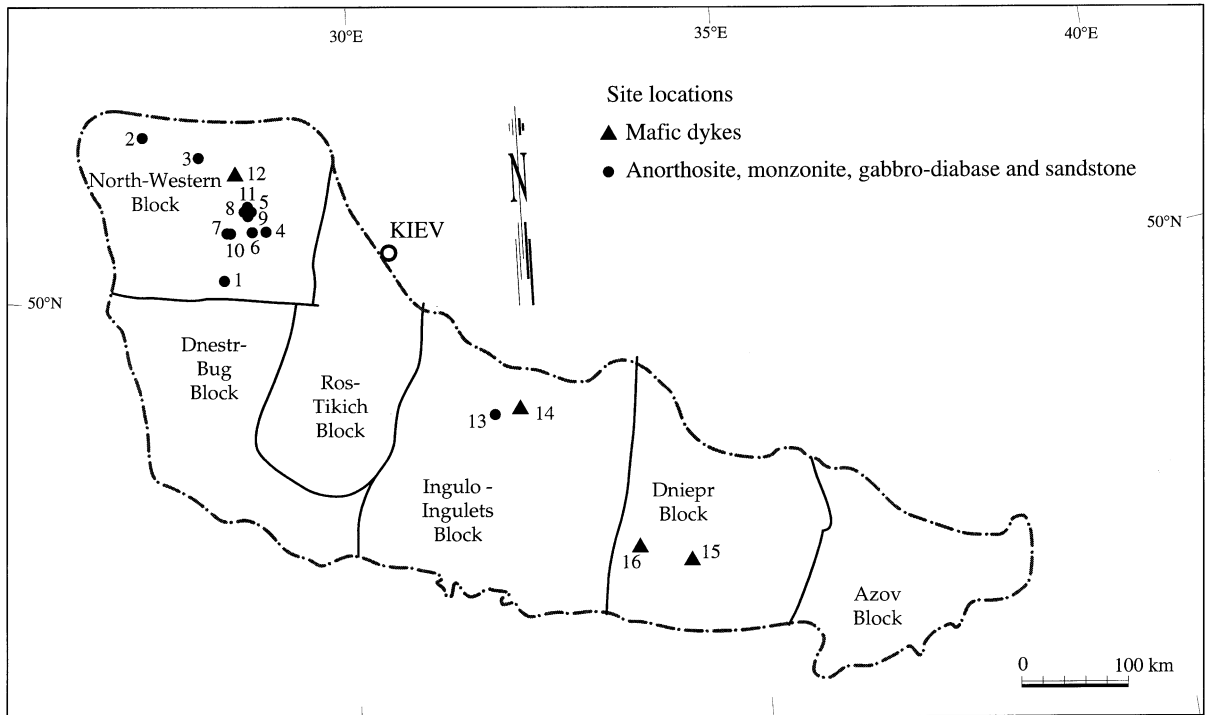 30°E
35°E
40°E
Site locations
Mafic dykes
Anorthosite, monzonite, gabbro-diabase and sandstone
N
2
3
North-Western
Block
12
11
8
5
9
7
10
6
4
1
KIEV
50°N
50°N
Dnestr-
Bug
Block
Ros-
Tikich
Block
13
14
Ingulo -
Ingulets
Block
Dniepr
Block
16
15
Azov
Block
0
100 km